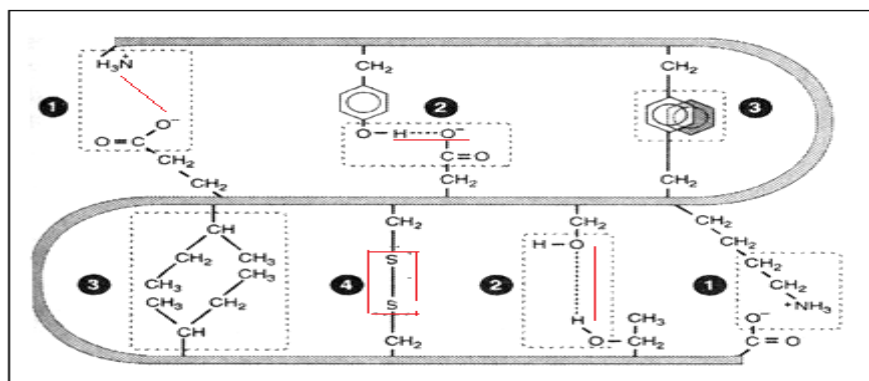 CH₂ CH₂
H₃N⁺
1 2 3
O⁻ O H O⁻
O=C C=O
CH₂
CH₂ CH₂ CH₂
CH CH₂ CH₂
H O
CH₂ CH₃ S CH₂
3 4 2 1
CH₃ CH₃ CH₂
CH₃ CH₂ S H CH₃ O⁻ ⁺NH₃
CH CH₂ O CH₂ C=O